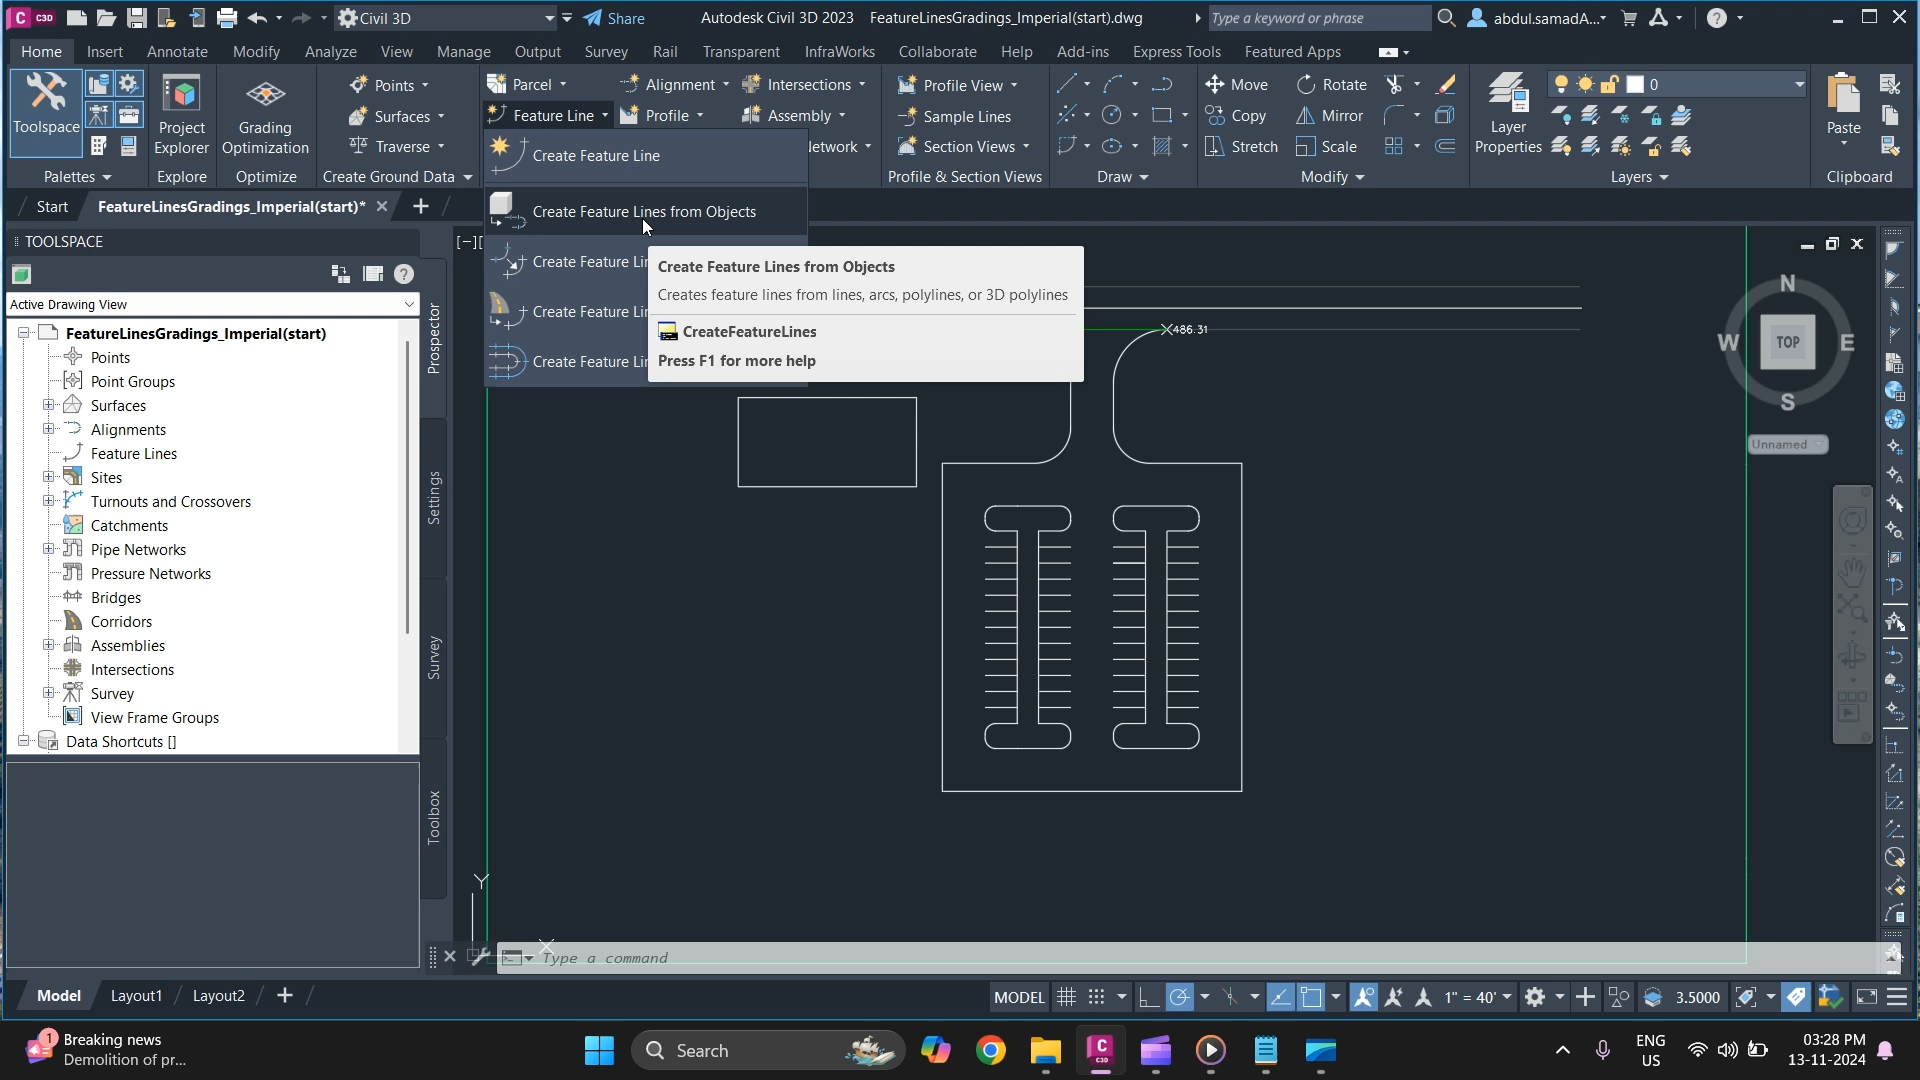 C3D Civil 3D Share Autodesk Civil 3D 2023 FeatureLinesGradings_Imperial(start).dwg Type a keyword or phrase abdul.samadA...
Home Insert Annotate Modify Analyze View Manage Output Survey Rail Transparent InfraWorks Collaborate Help Add-ins Express Tools Featured Apps
Toolspace
Palettes
Project
Explorer
Explore
Grading
Optimization
Optimize
Points
Surfaces
Traverse
Create Ground Data
Parcel
Feature Line
Alignment
Profile
Intersections
Assembly
etwork
Profile View
Sample Lines
Section Views
Profile & Section Views
Draw
Move Rotate
Copy Mirror
Stretch Scale
Modify
Layer
Properties
0
Layers
Paste
Clipboard
Create Feature Line
Create Feature Lines from Objects
Create Feature Li
Create Feature Li
Create Feature Li
Start FeatureLinesGradings_Imperial(start)*
TOOLSPACE
Active Drawing View
FeatureLinesGradings_Imperial(start)
Points
Point Groups
Surfaces
Alignments
Feature Lines
Sites
Turnouts and Crossovers
Catchments
Pipe Networks
Pressure Networks
Bridges
Corridors
Assemblies
Intersections
Survey
View Frame Groups
Data Shortcuts []
Prospector
Settings
Survey
Toolbox
[−][
Create Feature Lines from Objects
Creates feature lines from lines, arcs, polylines, or 3D polylines
CreateFeatureLines
Press F1 for more help
486.31
N
W TOP E
S
Unnamed
Y
X
Type a command
Model Layout1 Layout2 MODEL 1" = 40' 3.5000
Breaking news
Demolition of pr...
1
Search
C
C3D
ENG
US
03:28 PM
13-11-2024